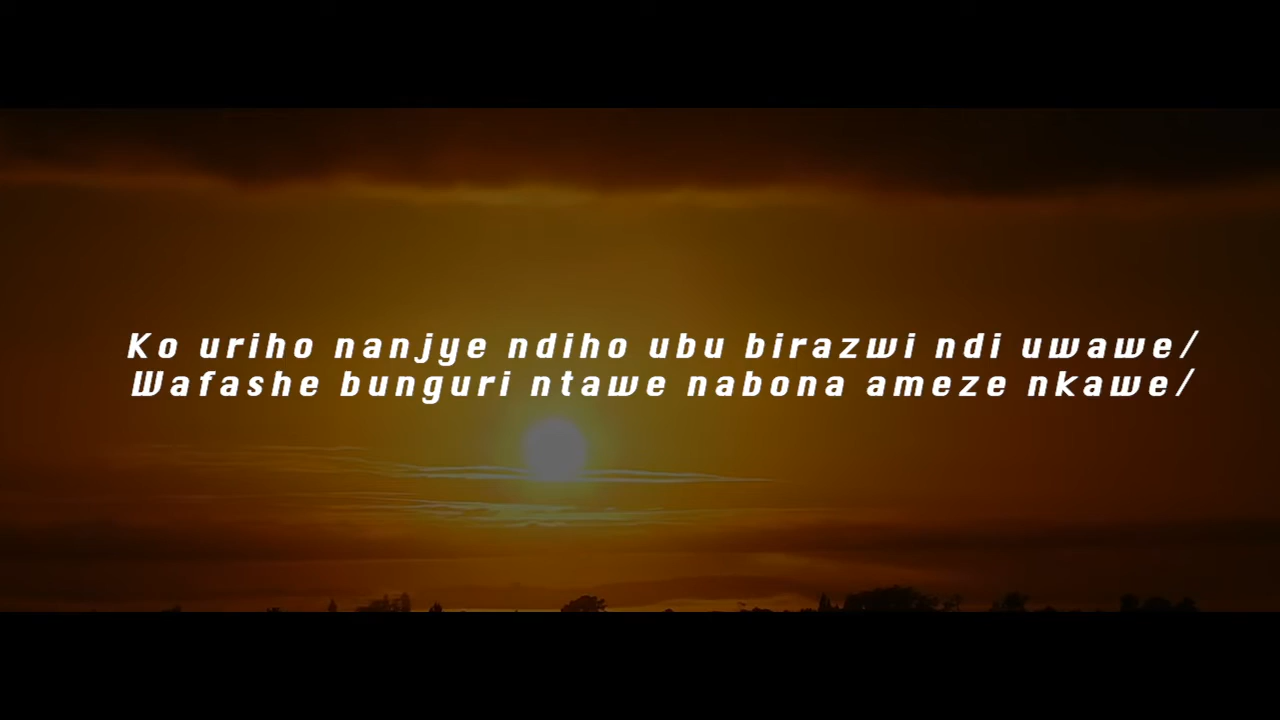 Ko uriho nanjye ndiho ubu birazwi ndi uwawe/
Wafashe bunguri ntawe nabona ameze nkawe/